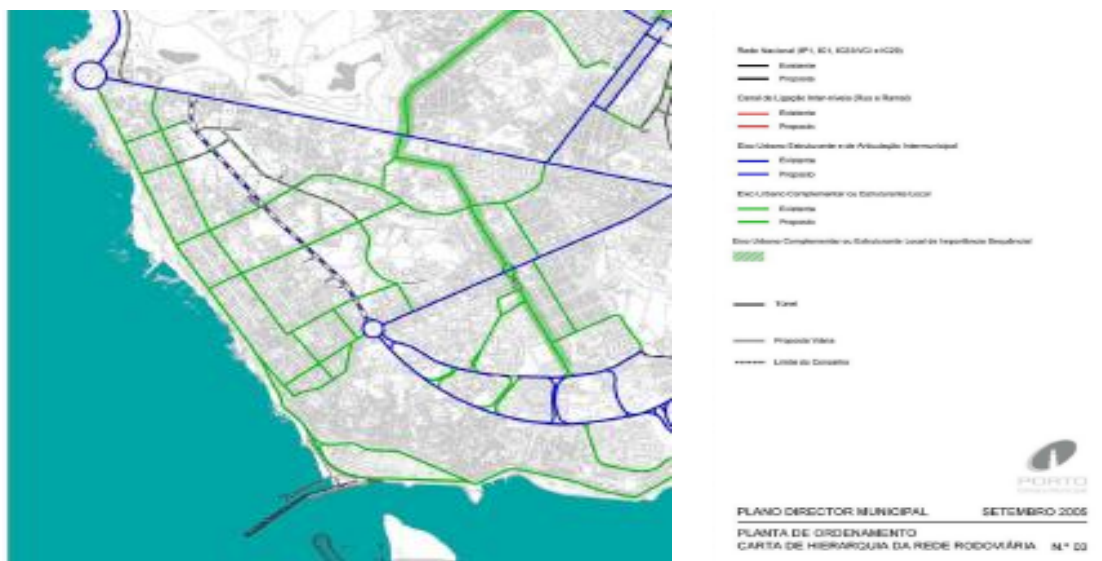 Rede Nacional (IP1, IC1, IC23/VCI e IC29)
Existente
Proposto
Canal de Ligação Inter-níveis (Nós e Ramais)
Existente
Proposto
Eixo Urbano Estruturante e de Articulação Intermunicipal
Existente
Proposto
Eixo Urbano Complementar ou Estruturante Local
Existente
Proposto
Eixo Urbano Complementar ou Estruturante Local de Importância Sequêncial
Túnel
Proposta Viária
Limite do Concelho
PORTO
PLANO DIRECTOR MUNICIPAL SETEMBRO 2005
PLANTA DE ORDENAMENTO
CARTA DE HIERARQUIA DA REDE RODOVIÁRIA N.º 03